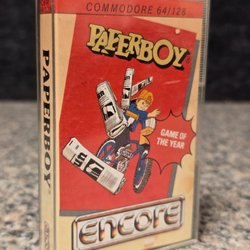 COMMODORE 64/128
PAPERBOY
GAME OF
THE YEAR
encore
PAPERBOY